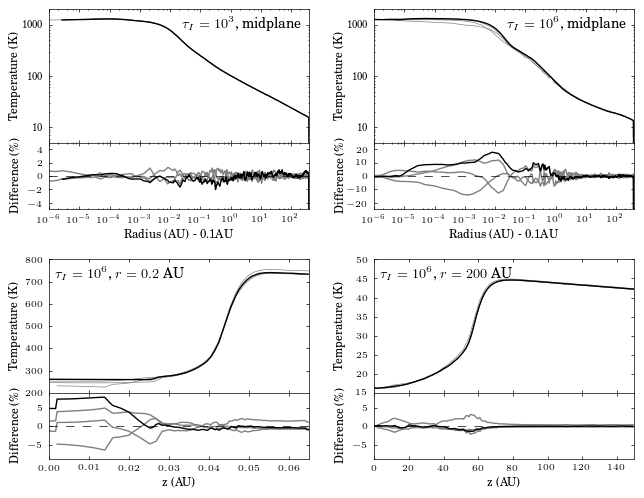 τ_I = 10^3, midplane
Temperature (K)
1000
100
10
Difference (%)
4
2
0
−2
−4
10^−6 10^−5 10^−4 10^−3 10^−2 10^−1 10^0 10^1 10^2
Radius (AU) - 0.1AU
τ_I = 10^6, midplane
Temperature (K)
1000
100
10
Difference (%)
20
10
0
−10
−20
10^−6 10^−5 10^−4 10^−3 10^−2 10^−1 10^0 10^1 10^2
Radius (AU) - 0.1AU
τ_I = 10^6, r = 0.2 AU
Temperature (K)
800
700
600
500
400
300
200
Difference (%)
5
0
−5
0.00 0.01 0.02 0.03 0.04 0.05 0.06
z (AU)
τ_I = 10^6, r = 200 AU
Temperature (K)
50
45
40
35
30
25
20
15
Difference (%)
5
0
−5
0 20 40 60 80 100 120 140
z (AU)